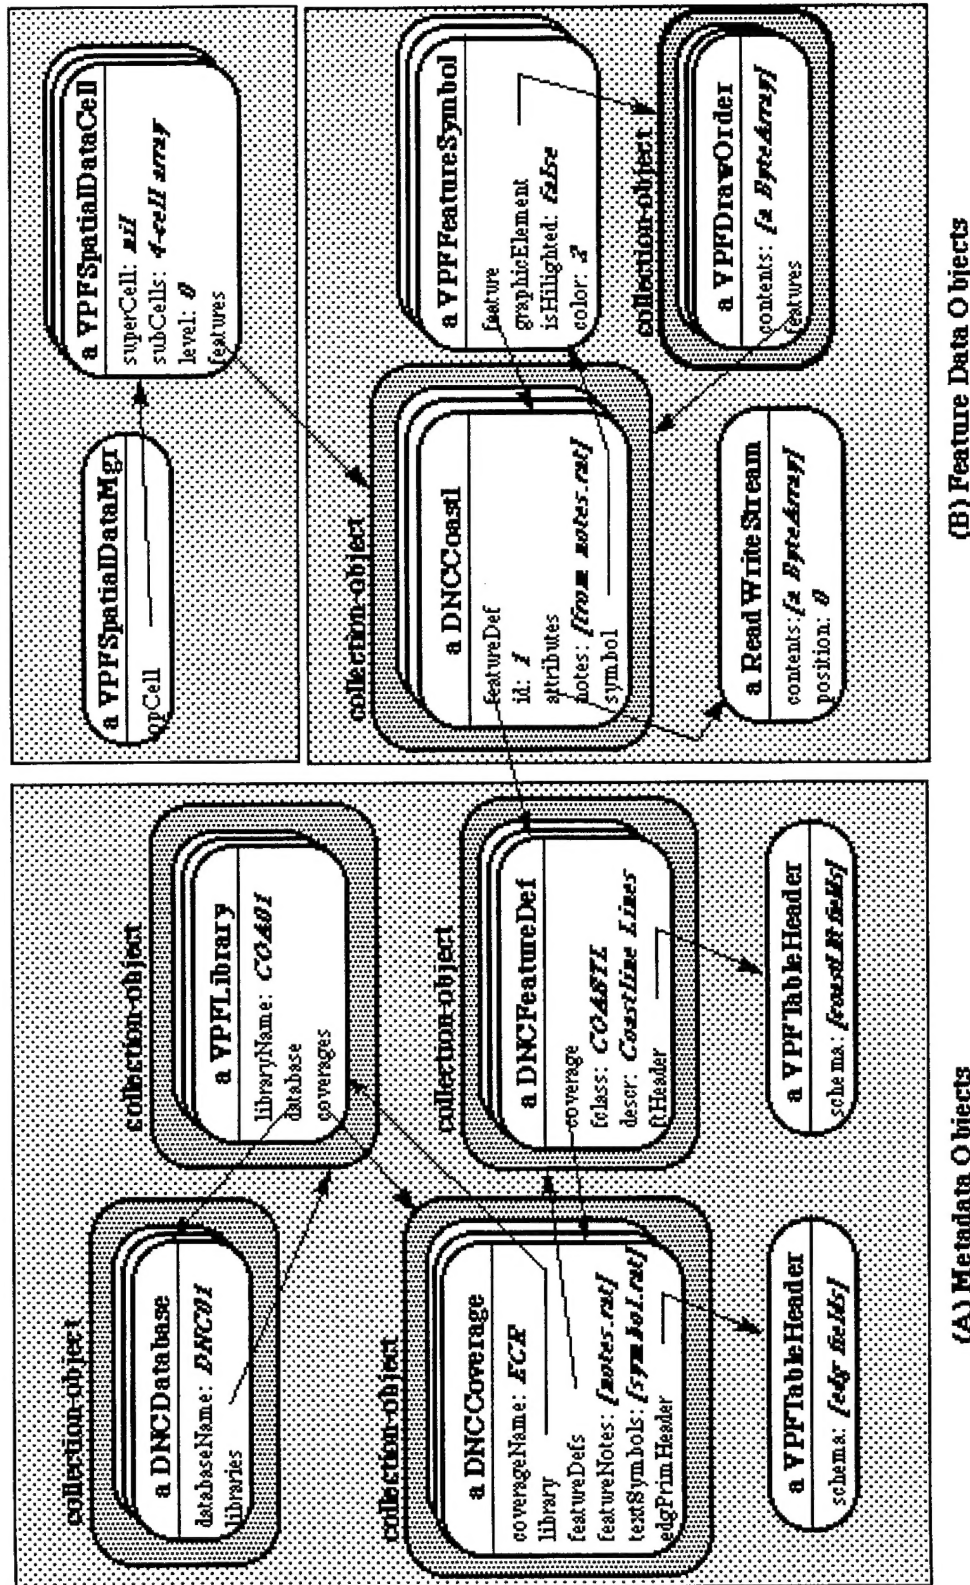 collection-object
a DNCDatabase
databaseName: DNC01
libraries
collection-object
a VPFLibrary
libraryName: COA01
database
coverages
collection-object
a DNCCoverage
coverageName: ECR
library
featureDefs
featureNotes: [notes.rat]
textSymbols: [symbol.rat]
edgPrimHeader
collection-object
a DNCFeatureDef
coverage
fclass: COASTL
descr: Coastline Lines
ftHeader
a VPFTableHeader
schema: [edg fields]
a VPFTableHeader
schema: [coastl.lft fields]
(A) Metadata Objects
a VPFSpatialDataMgr
topCell
a VPFSpatialDataCell
superCell: nil
subCells: 4-cell array
level: 0
features
collection-object
a DNCCoastl
featureDef
id: 1
attributes
notes: [from notes.rat]
symbol
a VPFFeatureSymbol
feature
graphicElement
isHilighted: false
color: 2
a ReadWriteStream
contents: [a ByteArray]
position: 0
collection-object
a VPFDrawOrder
contents: [a ByteArray]
features
(B) Feature Data Objects